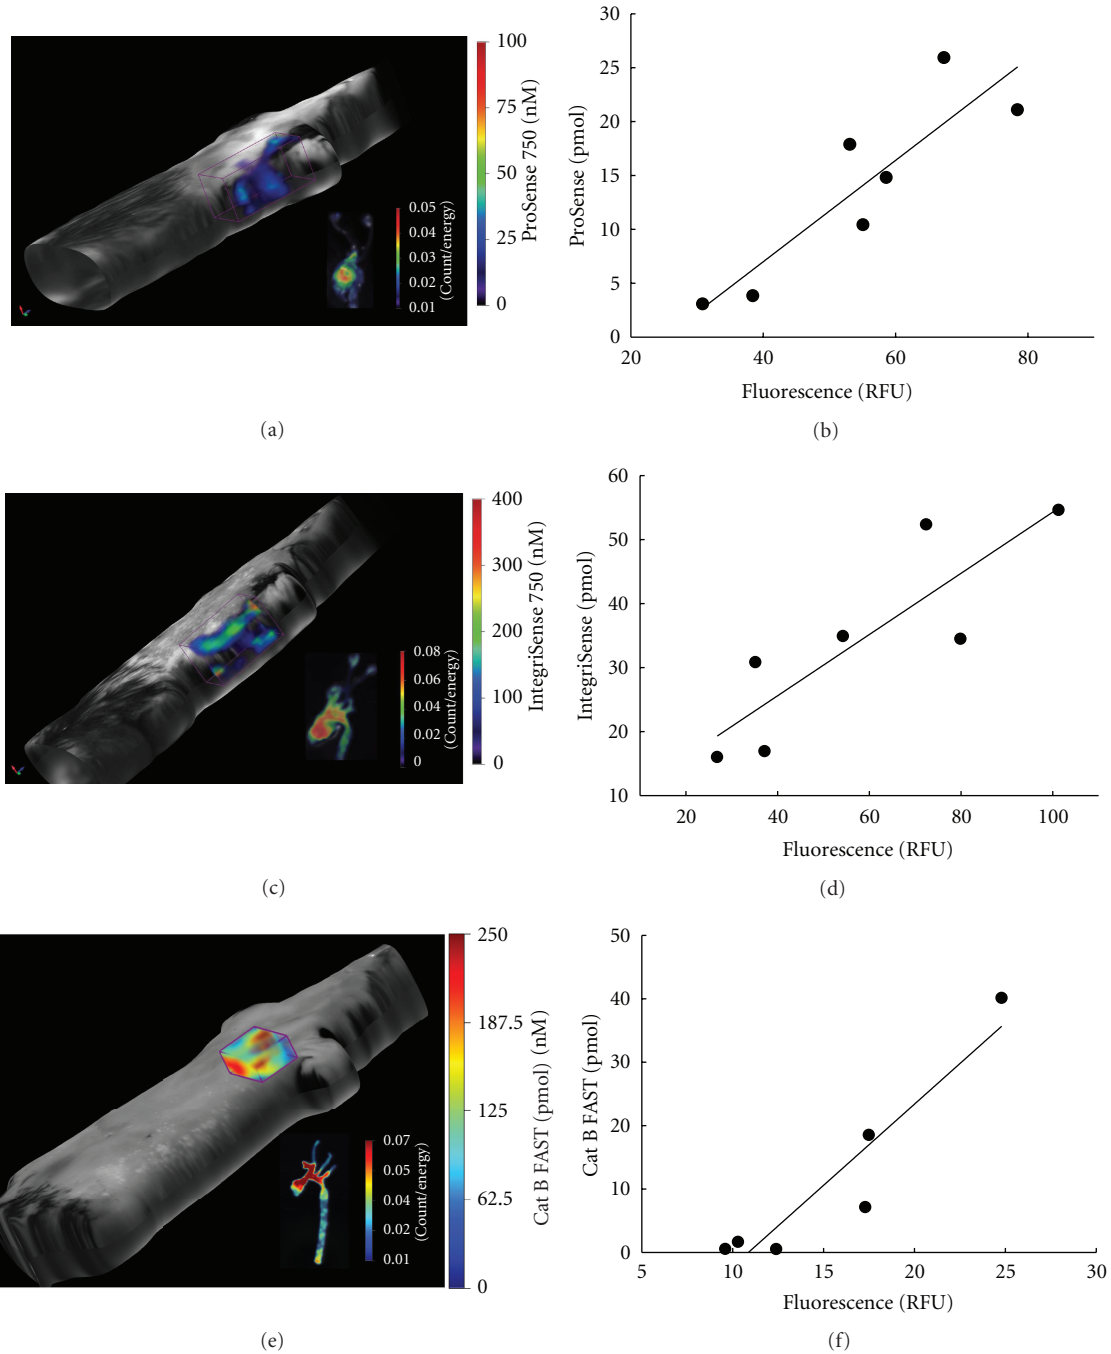 100
75
50
25
0
ProSense 750 (nM)
0.05
0.04
0.03
0.02
0.01
(Count/energy)
(a)
30
25
20
15
10
5
0
ProSense (pmol)
20 40 60 80
Fluorescence (RFU)
(b)
400
300
200
100
0
IntegriSense 750 (nM)
0.08
0.06
0.04
0.02
0
(Count/energy)
(c)
60
50
40
30
20
10
IntegriSense (pmol)
20 40 60 80 100
Fluorescence (RFU)
(d)
250
187.5
125
62.5
0
Cat B FAST (pmol) (nM)
0.07
0.05
0.04
0.02
0.01
(Count/energy)
(e)
50
40
30
20
10
0
Cat B FAST (pmol)
5 10 15 20 25 30
Fluorescence (RFU)
(f)